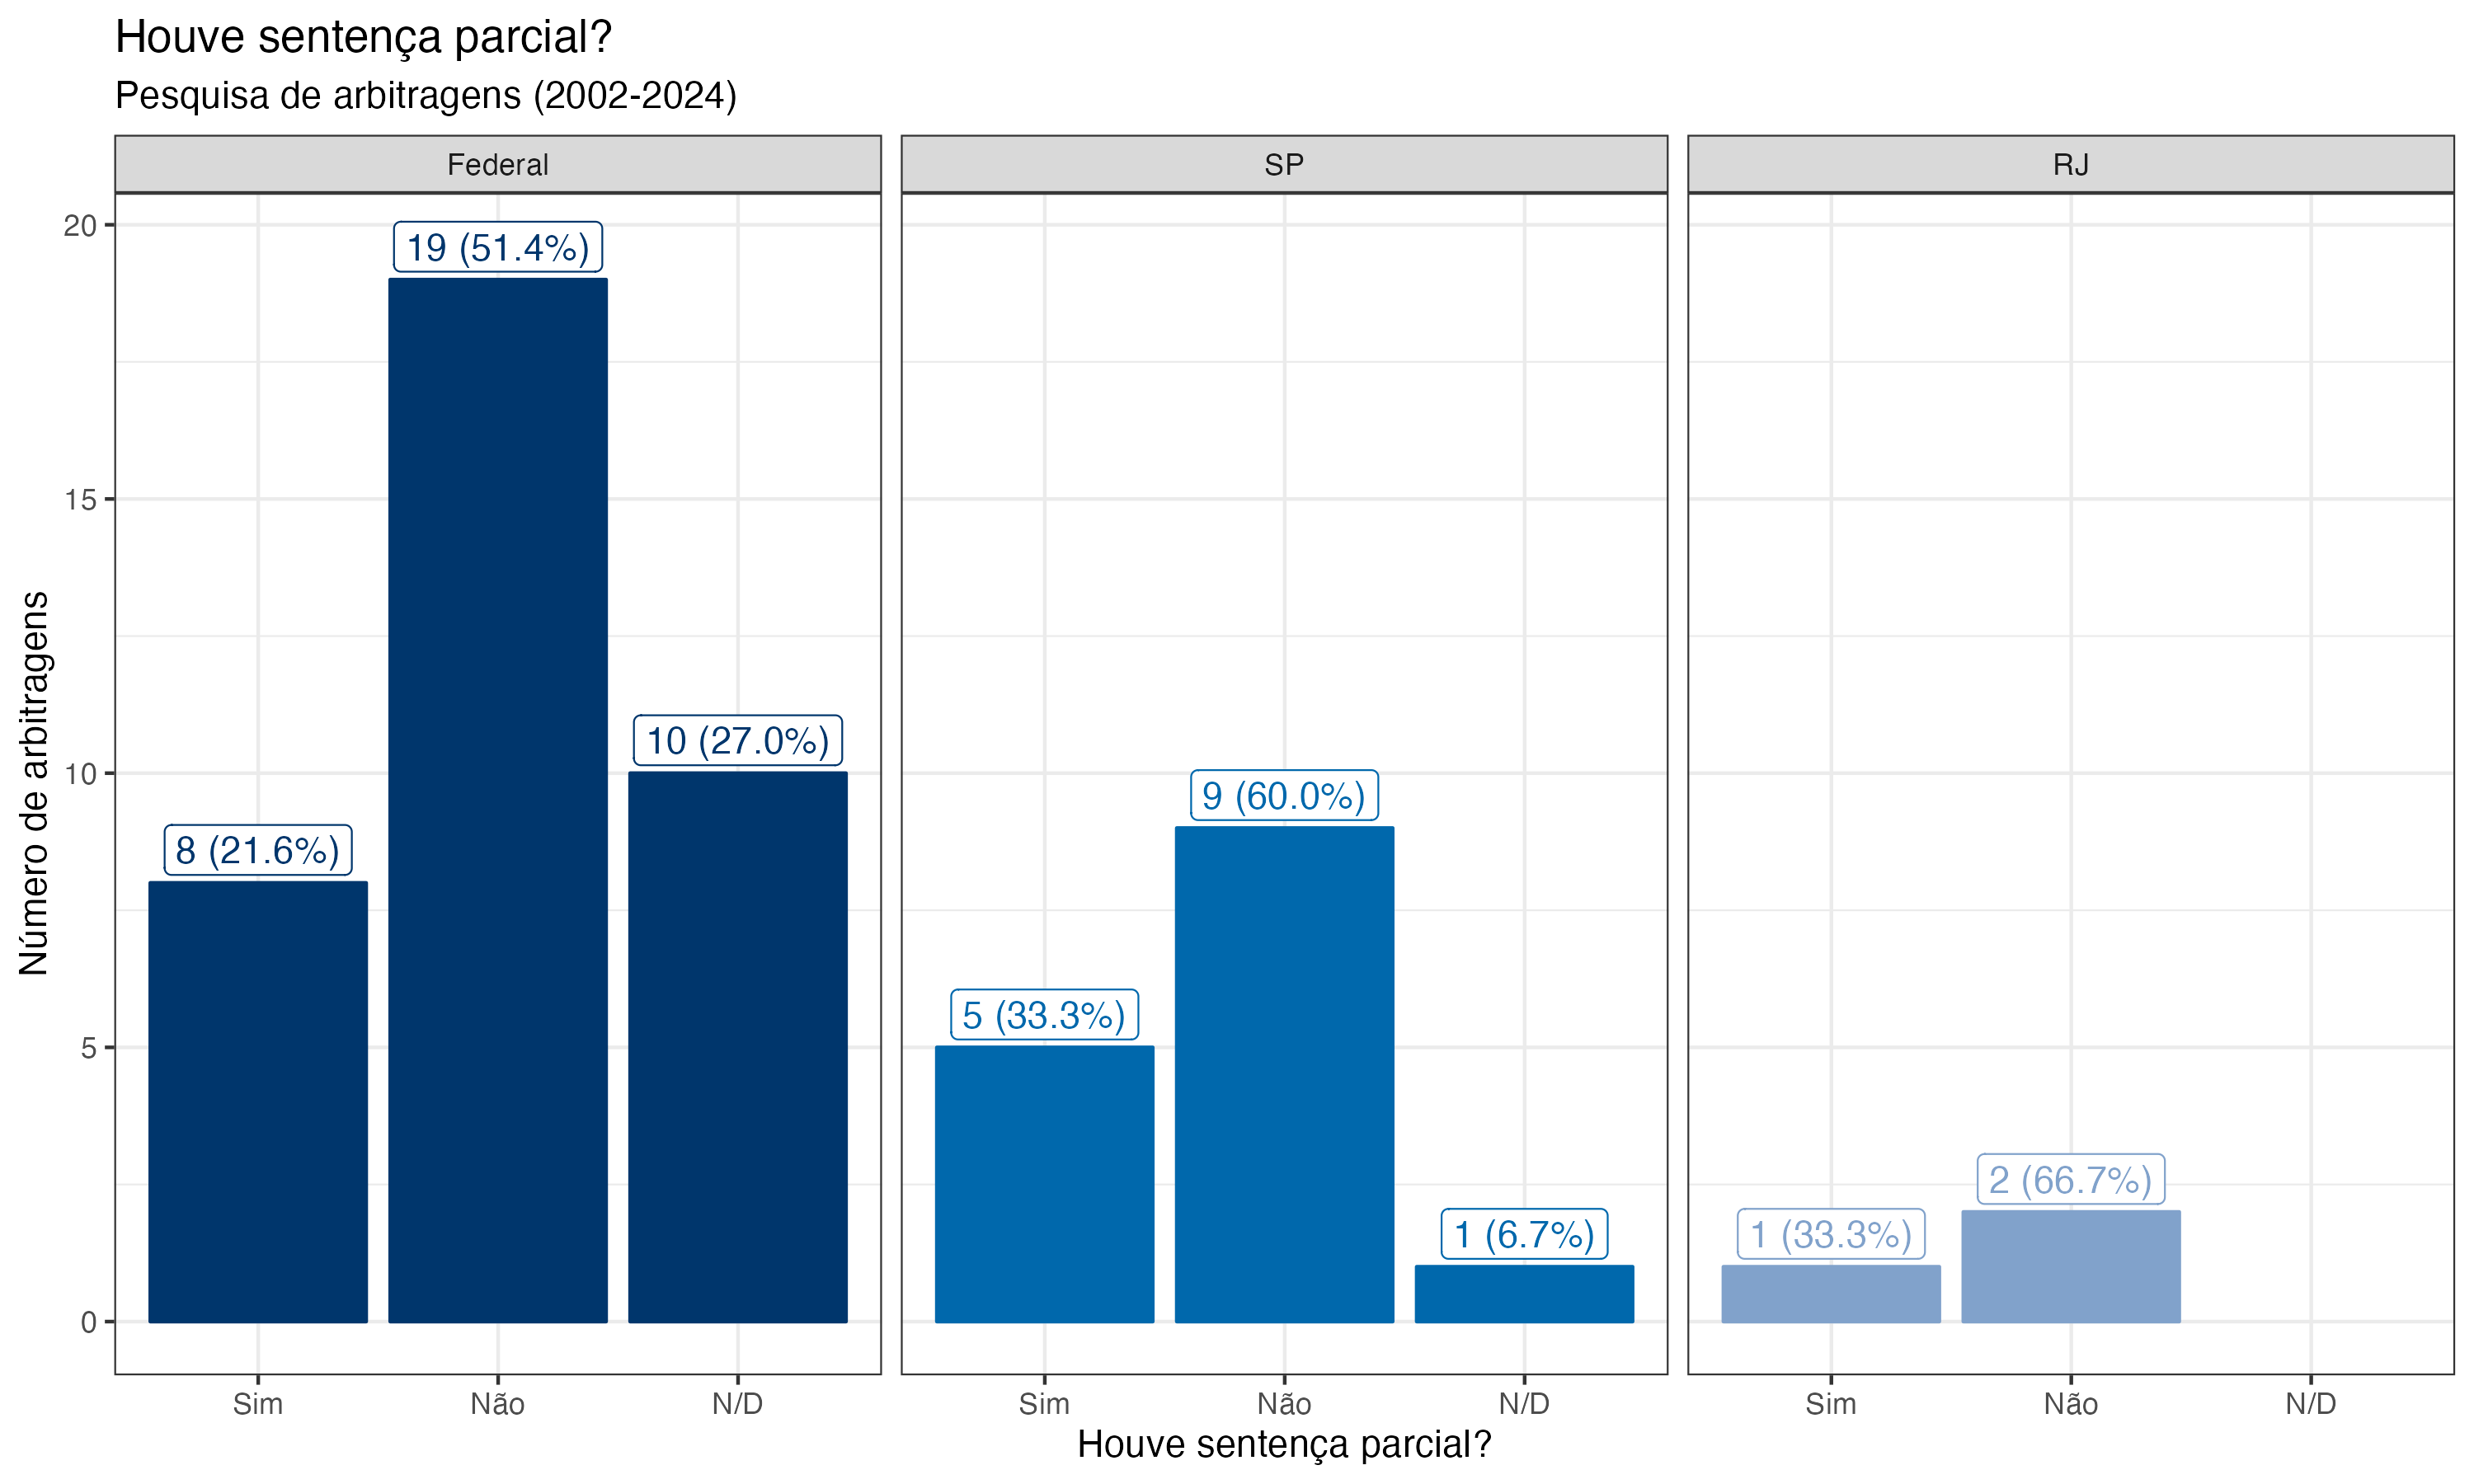 Houve sentença parcial?
Pesquisa de arbitragens (2002-2024)
Federal
SP
RJ
Número de arbitragens
20
15
10
5
0
8 (21.6%)
19 (51.4%)
10 (27.0%)
5 (33.3%)
9 (60.0%)
1 (6.7%)
1 (33.3%)
2 (66.7%)
Sim
Não
N/D
Sim
Não
N/D
Sim
Não
N/D
Houve sentença parcial?